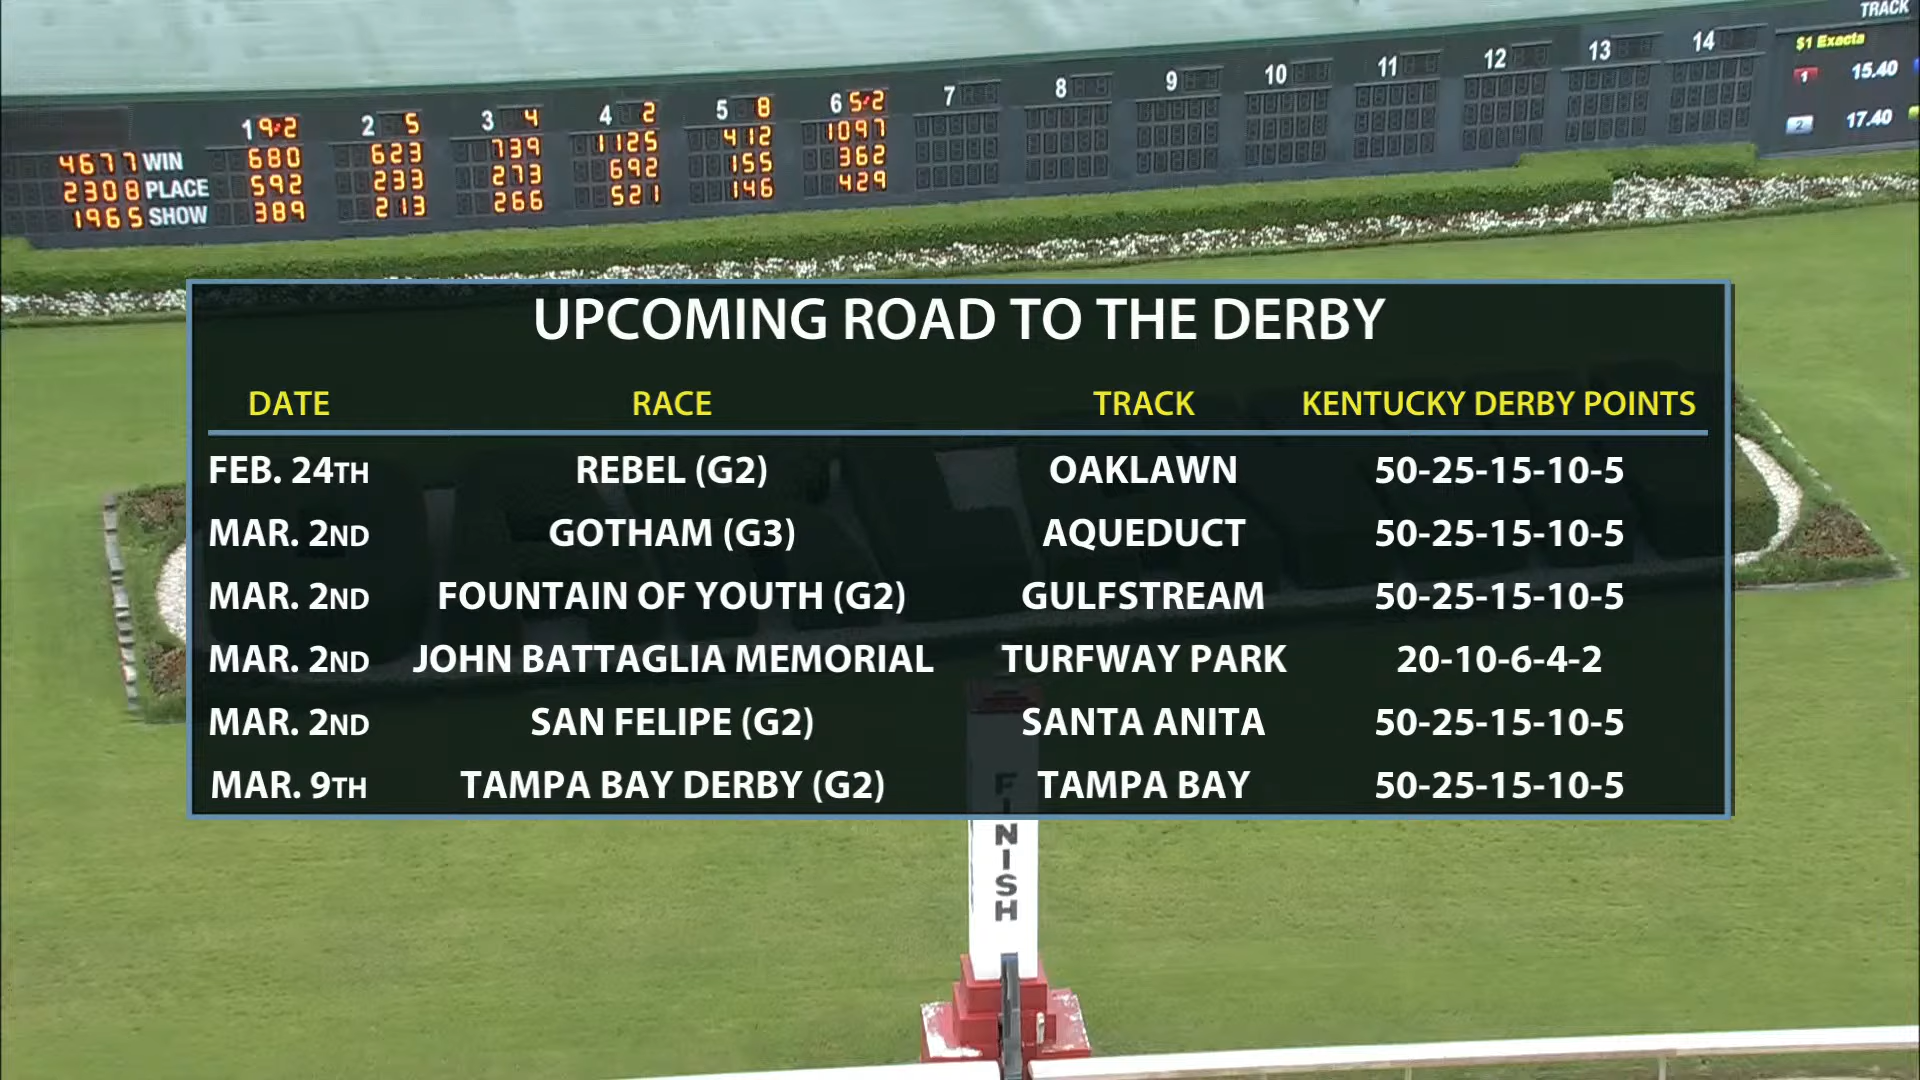 TRACK
1 9-2 2 5 3 4 4 2 5 8 6 5-2 7 8 9 10 11 12 13 14 $1 Exacta
4677 WIN 680 623 739 1125 412 1097 1 15.40
2308 PLACE 592 233 273 692 155 362 2 17.40
1965 SHOW 389 213 266 521 146 429
UPCOMING ROAD TO THE DERBY
DATE RACE TRACK KENTUCKY DERBY POINTS
FEB. 24TH REBEL (G2) OAKLAWN 50-25-15-10-5
MAR. 2ND GOTHAM (G3) AQUEDUCT 50-25-15-10-5
MAR. 2ND FOUNTAIN OF YOUTH (G2) GULFSTREAM 50-25-15-10-5
MAR. 2ND JOHN BATTAGLIA MEMORIAL TURFWAY PARK 20-10-6-4-2
MAR. 2ND SAN FELIPE (G2) SANTA ANITA 50-25-15-10-5
MAR. 9TH TAMPA BAY DERBY (G2) TAMPA BAY 50-25-15-10-5
FINISH